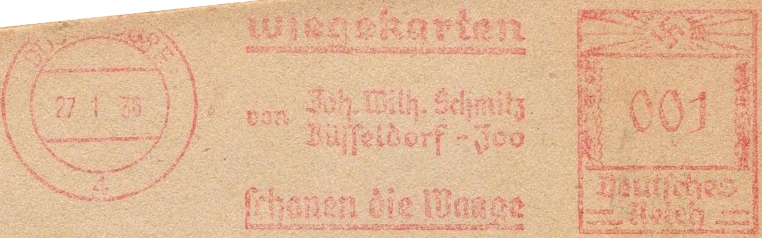 27. 1. 36
4
Wiegekarten
von Joh. Wilh. Schmitz
Düsseldorf - Zoo
schonen die Waage
001
Deutsches
Reich